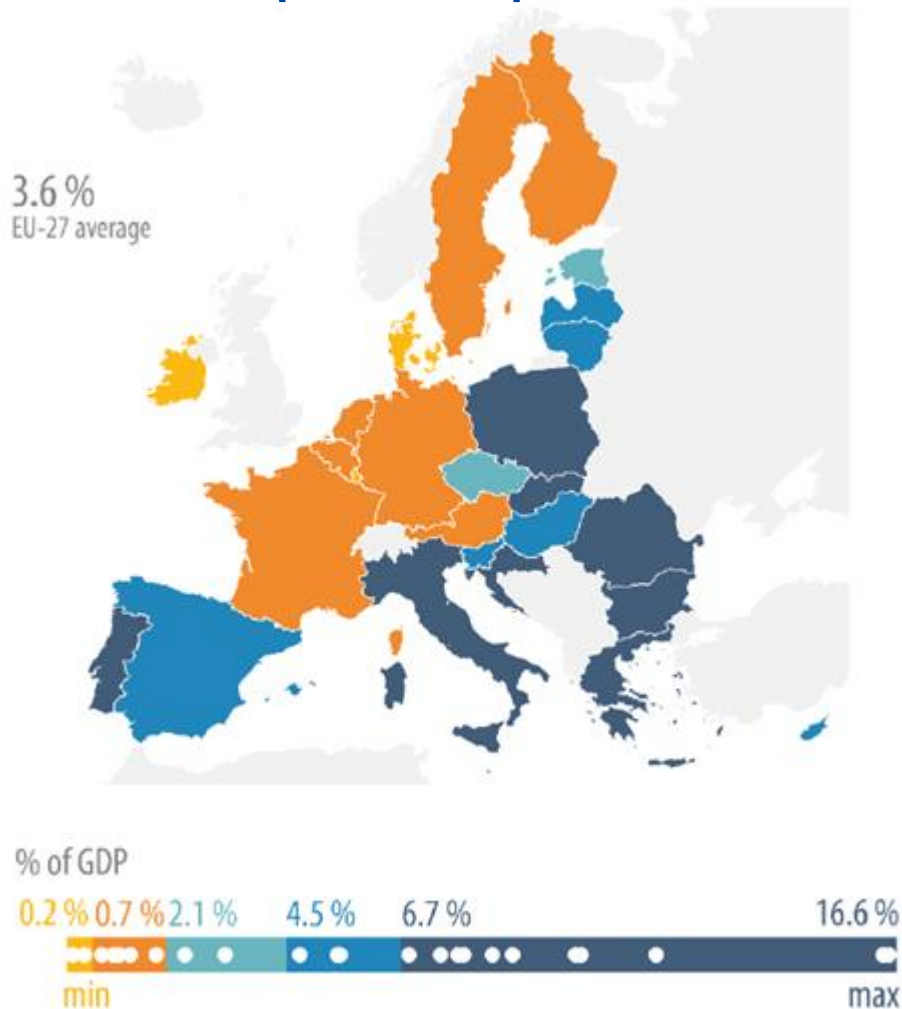 3.6 %
EU-27 average
% of GDP
0.2 % 0.7 % 2.1 % 4.5 % 6.7 % 16.6 %
min max